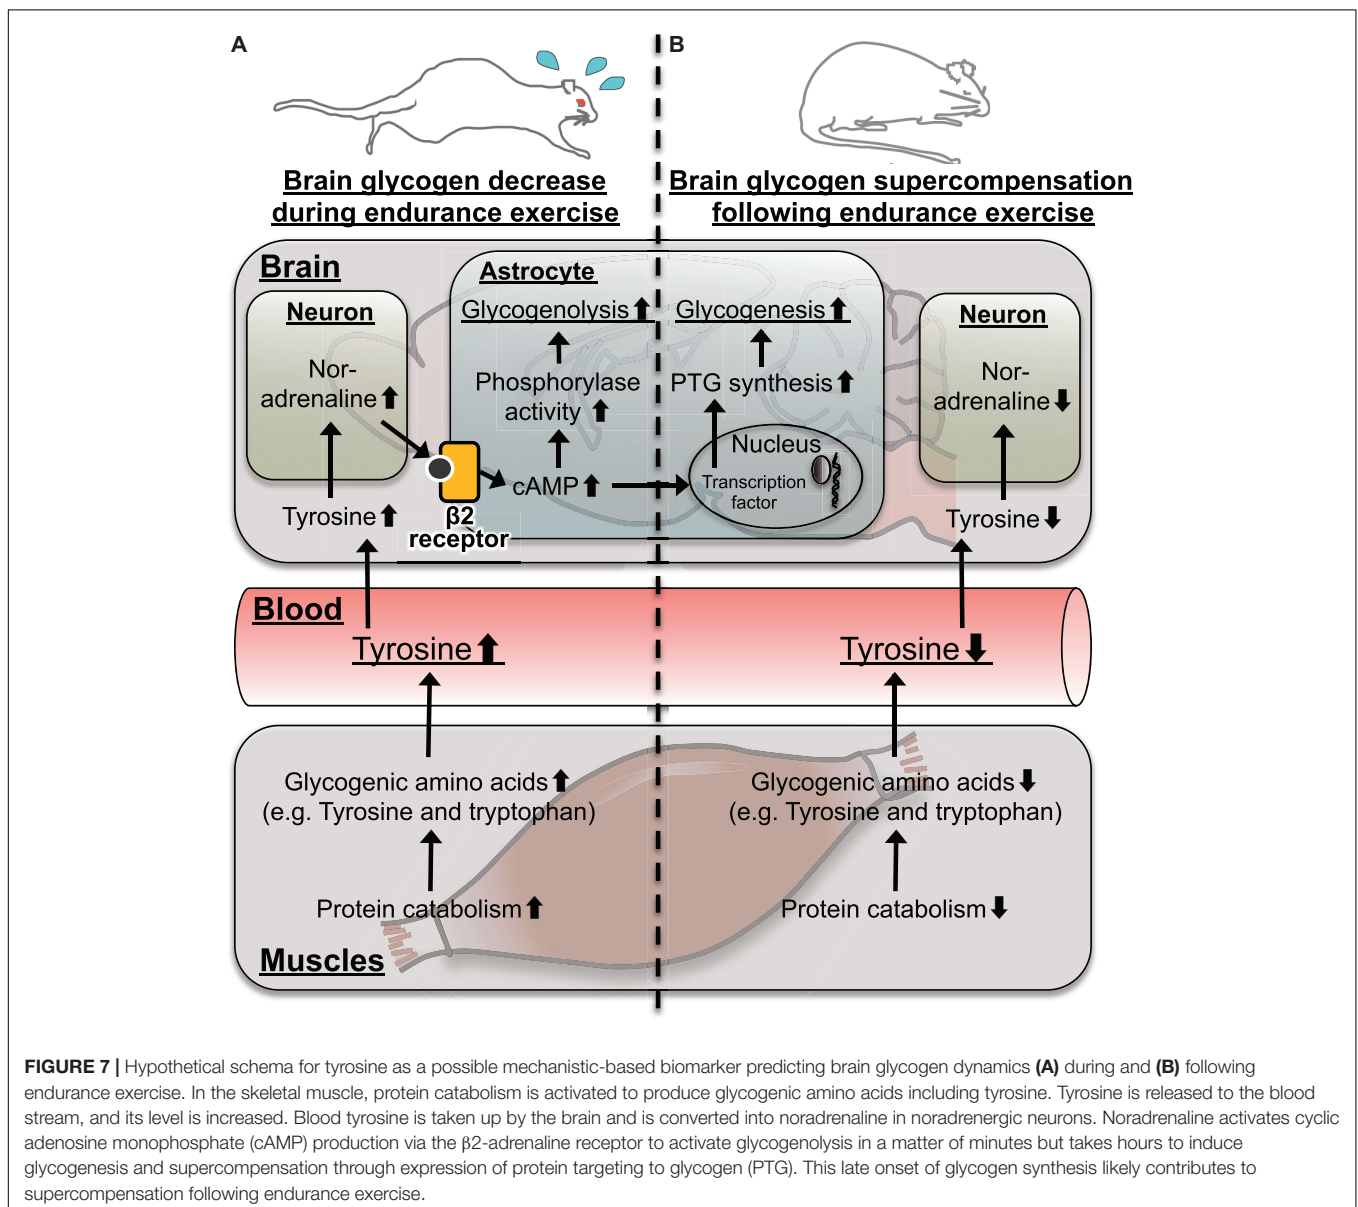 A
B
Brain glycogen decrease
during endurance exercise
Brain glycogen supercompensation
following endurance exercise
Brain
Neuron
Nor-
adrenaline
Tyrosine
Astrocyte
Glycogenolysis
Phosphorylase
activity
cAMP
β2
receptor
Glycogenesis
PTG synthesis
Nucleus
Transcription
factor
Neuron
Nor-
adrenaline
Tyrosine
Blood
Tyrosine
Tyrosine
Glycogenic amino acids
(e.g. Tyrosine and tryptophan)
Protein catabolism
Glycogenic amino acids
(e.g. Tyrosine and tryptophan)
Protein catabolism
Muscles
FIGURE 7 | Hypothetical schema for tyrosine as a possible mechanistic-based biomarker predicting brain glycogen dynamics (A) during and (B) following
endurance exercise. In the skeletal muscle, protein catabolism is activated to produce glycogenic amino acids including tyrosine. Tyrosine is released to the blood
stream, and its level is increased. Blood tyrosine is taken up by the brain and is converted into noradrenaline in noradrenergic neurons. Noradrenaline activates cyclic
adenosine monophosphate (cAMP) production via the β2-adrenaline receptor to activate glycogenolysis in a matter of minutes but takes hours to induce
glycogenesis and supercompensation through expression of protein targeting to glycogen (PTG). This late onset of glycogen synthesis likely contributes to
supercompensation following endurance exercise.